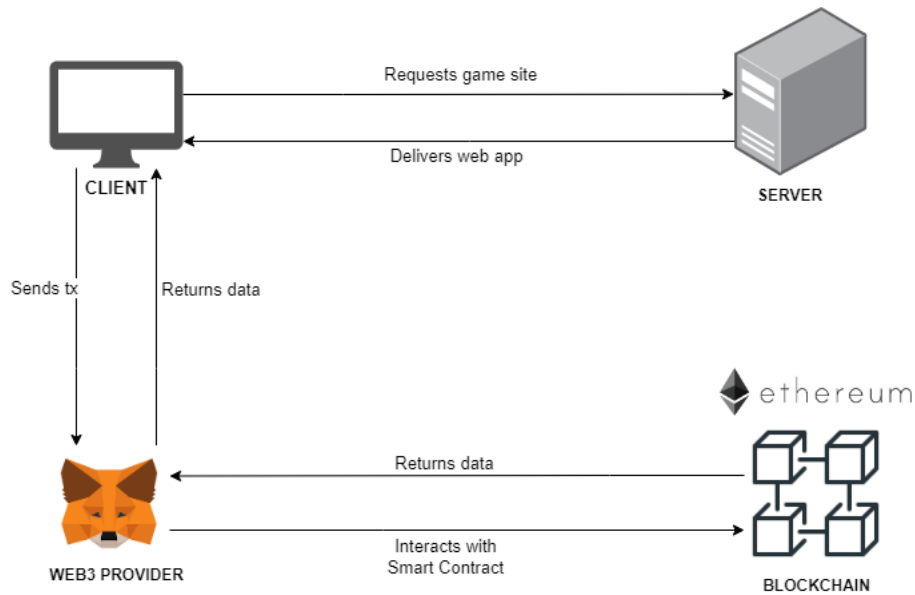 Requests game site
Delivers web app
CLIENT
SERVER
Sends tx
Returns data
ethereum
Returns data
Interacts with
Smart Contract
WEB3 PROVIDER
BLOCKCHAIN